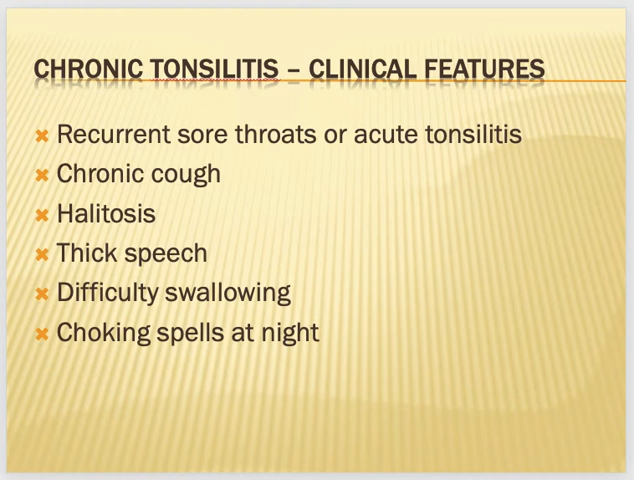 CHRONIC TONSILITIS – CLINICAL FEATURES
Recurrent sore throats or acute tonsilitis
Chronic cough
Halitosis
Thick speech
Difficulty swallowing
Choking spells at night